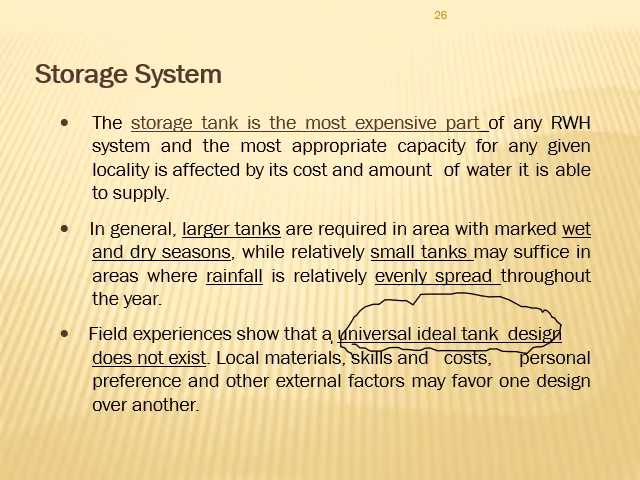 26
Storage System
• The storage tank is the most expensive part of any RWH
system and the most appropriate capacity for any given
locality is affected by its cost and amount of water it is able
to supply.
• In general, larger tanks are required in area with marked wet
and dry seasons, while relatively small tanks may suffice in
areas where rainfall is relatively evenly spread throughout
the year.
• Field experiences show that a universal ideal tank design
does not exist. Local materials, skills and costs, personal
preference and other external factors may favor one design
over another.